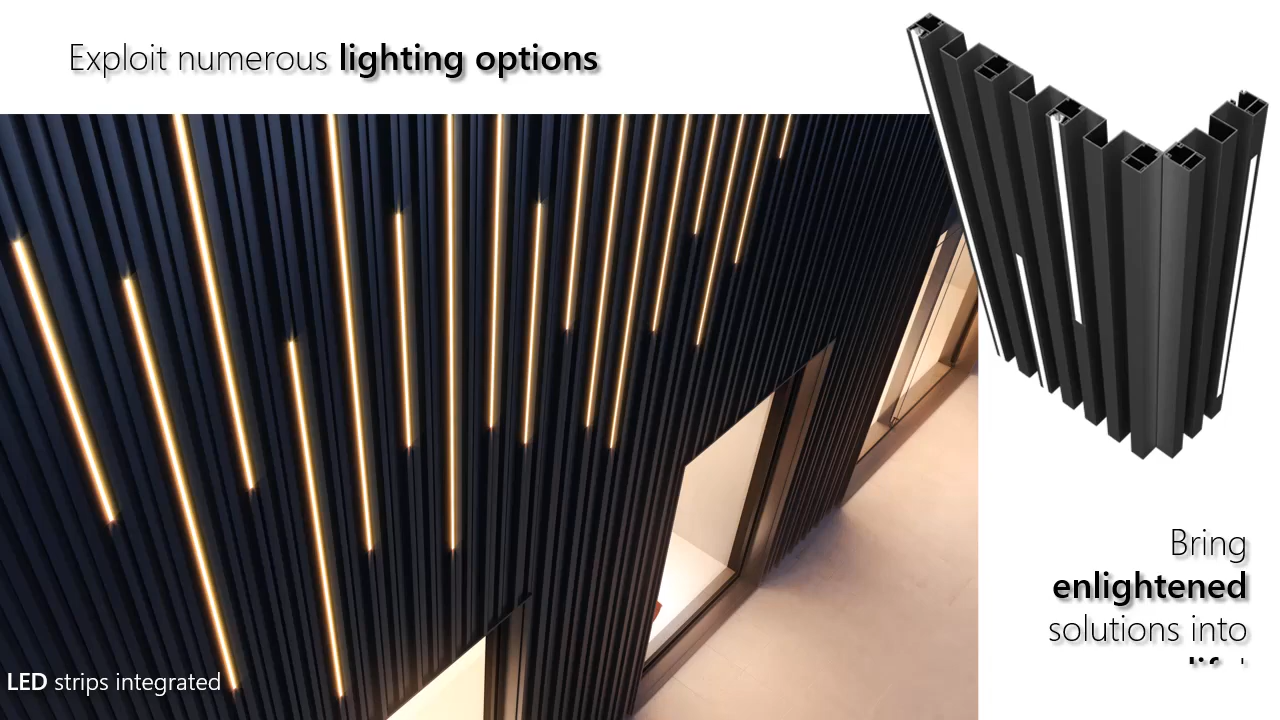 Exploit numerous lighting options
Bring
enlightened
solutions into
LED strips integrated